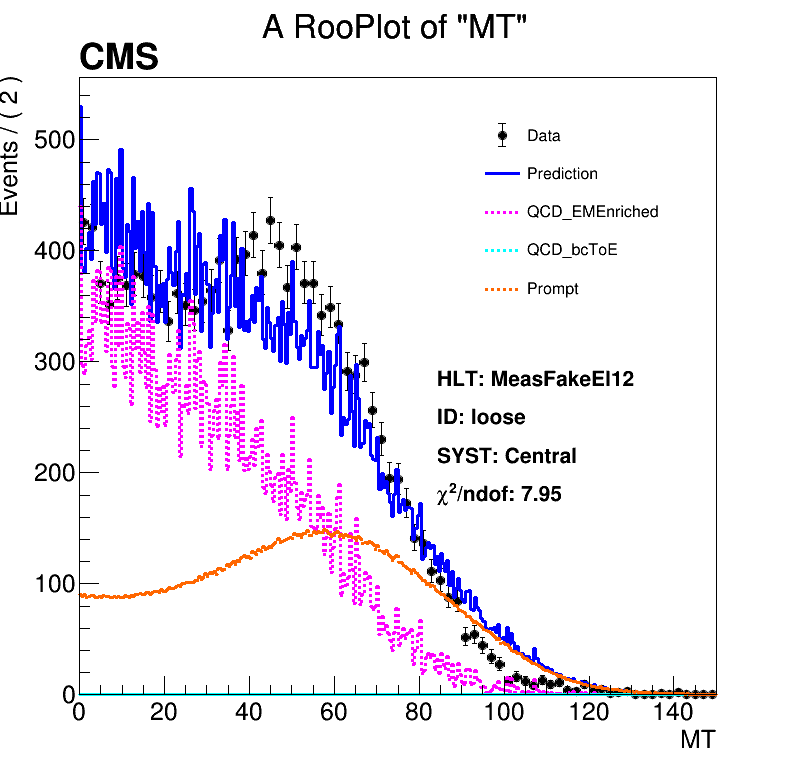 A RooPlot of "MT"
CMS
Events / ( 2 )
500
400
300
200
100
0
Data
Prediction
QCD_EMEnriched
QCD_bcToE
Prompt
HLT: MeasFakeEl12
ID: loose
SYST: Central
χ²/ndof: 7.95
0 20 40 60 80 100 120 140
MT